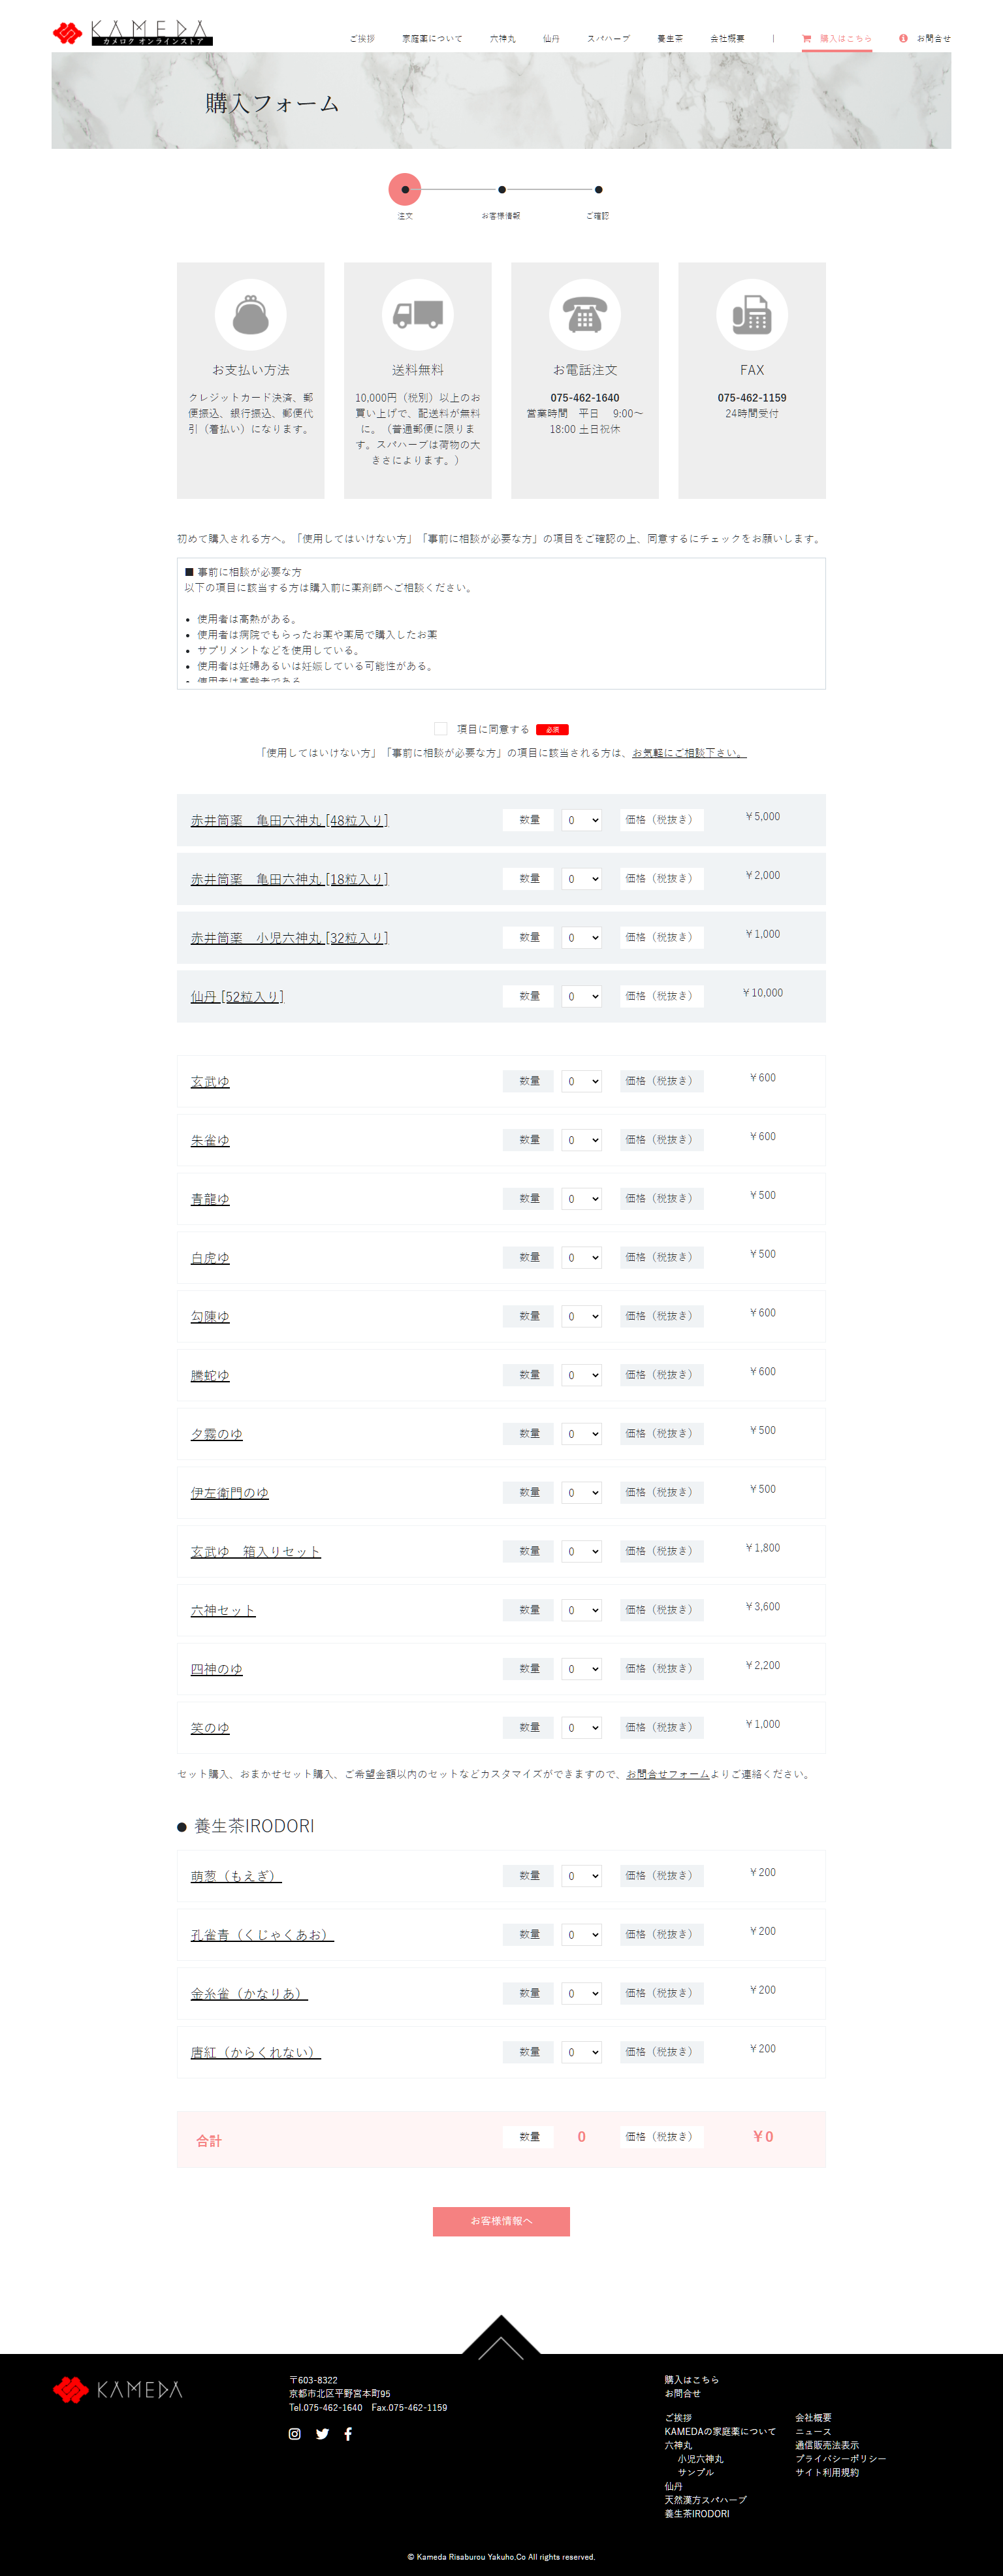 KAMEDA
カメロク オンラインストア
ご挨拶 家庭薬について 六神丸 仙丹 スパハーブ 養生茶 会社概要 | 購入はこちら お問合せ
購入フォーム
注文 お客様情報 ご確認
お支払い方法
クレジットカード決済、郵
便振込、銀行振込、郵便代
引（着払い）になります。
送料無料
10,000円（税別）以上のお
買い上げで、配送料が無料
に。（普通郵便に限りま
す。スパハーブは荷物の大
きさによります。）
お電話注文
075-462-1640
営業時間　平日　9:00〜
18:00 土日祝休
FAX
075-462-1159
24時間受付
初めて購入される方へ。「使用してはいけない方」「事前に相談が必要な方」の項目をご確認の上、同意するにチェックをお願いします。
■ 事前に相談が必要な方
以下の項目に該当する方は購入前に薬剤師へご相談ください。
• 使用者は高熱がある。
• 使用者は病院でもらったお薬や薬局で購入したお薬
• サプリメントなどを使用している。
• 使用者は妊婦あるいは妊娠している可能性がある。
• 使用者は高齢者である
項目に同意する 必須
「使用してはいけない方」「事前に相談が必要な方」の項目に該当される方は、お気軽にご相談下さい。
赤井筒薬　亀田六神丸 [48粒入り] 数量 0 価格（税抜き） ￥5,000
赤井筒薬　亀田六神丸 [18粒入り] 数量 0 価格（税抜き） ￥2,000
赤井筒薬　小児六神丸 [32粒入り] 数量 0 価格（税抜き） ￥1,000
仙丹 [52粒入り] 数量 0 価格（税抜き） ￥10,000
玄武ゆ 数量 0 価格（税抜き） ￥600
朱雀ゆ 数量 0 価格（税抜き） ￥600
青龍ゆ 数量 0 価格（税抜き） ￥500
白虎ゆ 数量 0 価格（税抜き） ￥500
勾陳ゆ 数量 0 価格（税抜き） ￥600
騰蛇ゆ 数量 0 価格（税抜き） ￥600
夕霧のゆ 数量 0 価格（税抜き） ￥500
伊左衛門のゆ 数量 0 価格（税抜き） ￥500
玄武ゆ　箱入りセット 数量 0 価格（税抜き） ￥1,800
六神セット 数量 0 価格（税抜き） ￥3,600
四神のゆ 数量 0 価格（税抜き） ￥2,200
笑のゆ 数量 0 価格（税抜き） ￥1,000
セット購入、おまかせセット購入、ご希望金額以内のセットなどカスタマイズができますので、お問合せフォームよりご連絡ください。
● 養生茶IRODORI
萌葱（もえぎ） 数量 0 価格（税抜き） ￥200
孔雀青（くじゃくあお） 数量 0 価格（税抜き） ￥200
金糸雀（かなりあ） 数量 0 価格（税抜き） ￥200
唐紅（からくれない） 数量 0 価格（税抜き） ￥200
合計 数量 0 価格（税抜き） ￥0
お客様情報へ
KAMEDA
〒603-8322
京都市北区平野宮本町95
Tel.075-462-1640　Fax.075-462-1159
購入はこちら
お問合せ
ご挨拶
KAMEDAの家庭薬について
六神丸
小児六神丸
サンプル
仙丹
天然漢方スパハーブ
養生茶IRODORI
会社概要
ニュース
通信販売法表示
プライバシーポリシー
サイト利用規約
© Kameda Risaburou Yakuho.Co All rights reserved.